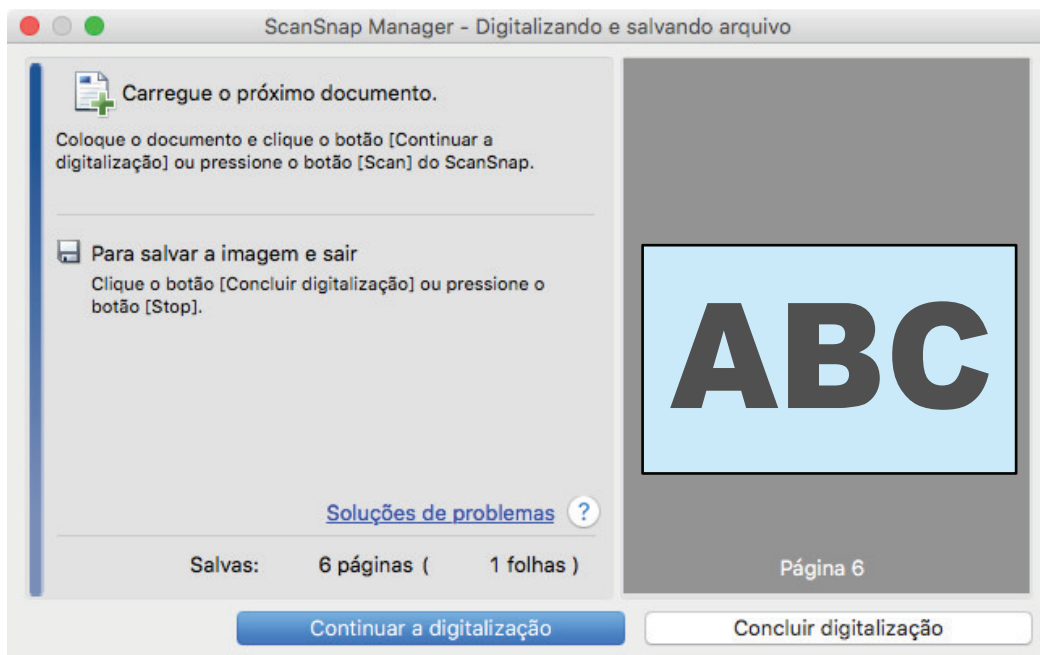 ScanSnap Manager - Digitalizando e salvando arquivo
Carregue o próximo documento.
Coloque o documento e clique o botão [Continuar a
digitalização] ou pressione o botão [Scan] do ScanSnap.
Para salvar a imagem e sair
Clique o botão [Concluir digitalização] ou pressione o
botão [Stop].
Soluções de problemas ?
Salvas: 6 páginas ( 1 folhas )
ABC
Página 6
Continuar a digitalização
Concluir digitalização